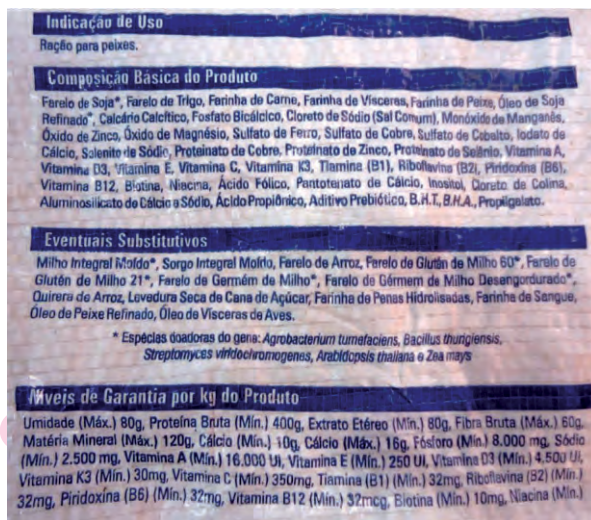 Indicação de Uso
Ração para peixes.
Composição Básica do Produto
Farelo de Soja*, Farelo de Trigo, Farinha de Carne, Farinha de Vísceras, Farinha de Peixe, Óleo de Soja
Refinado*, Calcário Calcítico, Fosfato Bicálcico, Cloreto de Sódio (Sal Comum), Monóxido de Manganês,
Óxido de Zinco, Óxido de Magnésio, Sulfato de Ferro, Sulfato de Cobre, Sulfato de Cobalto, Iodato de
Cálcio, Selenito de Sódio, Proteinato de Cobre, Proteinato de Zinco, Proteinato de Selênio, Vitamina A,
Vitamina D3, Vitamina E, Vitamina C, Vitamina K3, Tiamina (B1), Riboflavina (B2), Piridoxina (B6),
Vitamina B12, Biotina, Niacina, Ácido Fólico, Pantotenato de Cálcio, Inositol, Cloreto de Colina,
Aluminosilicato de Cálcio e Sódio, Ácido Propiônico, Aditivo Prebiótico, B.H.T, B.H.A., Propilgalato.
Eventuais Substitutivos
Milho Integral Moído*, Sorgo Integral Moído, Farelo de Arroz, Farelo de Glutén de Milho 60*, Farelo de
Glutén de Milho 21*, Farelo de Germém de Milho*, Farelo de Gérmem de Milho Desengordurado*,
Quirera de Arroz, Levedura Seca de Cana de Açúcar, Farinha de Penas Hidrolisadas, Farinha de Sangue,
Óleo de Peixe Refinado, Óleo de Vísceras de Aves.
* Espécies doadoras do gene: Agrobacterium tumefaciens, Bacillus thurigiensis,
Streptomyces viridochromogenes, Arabidopsis thaliana e Zea mays
Níveis de Garantia por kg do Produto
Umidade (Máx.) 80g, Proteína Bruta (Mín.) 400g, Extrato Etéreo (Mín.) 80g, Fibra Bruta (Máx.) 60g,
Matéria Mineral (Máx.) 120g, Cálcio (Mín.) 10g, Cálcio (Máx.) 16g, Fósforo (Mín.) 8.000 mg, Sódio
(Mín.) 2.500 mg, Vitamina A (Mín.) 16.000 UI, Vitamina E (Mín.) 250 UI, Vitamina D3 (Mín.) 4.500 UI,
Vitamina K3 (Mín.) 30mg, Vitamina C (Mín.) 350mg, Tiamina (B1) (Mín.) 32mg, Riboflavina (B2) (Mín.)
32mg, Piridoxina (B6) (Mín.) 32mg, Vitamina B12 (Mín.) 32mcg, Biotina (Mín.) 10mg, Niacina (Mín.)